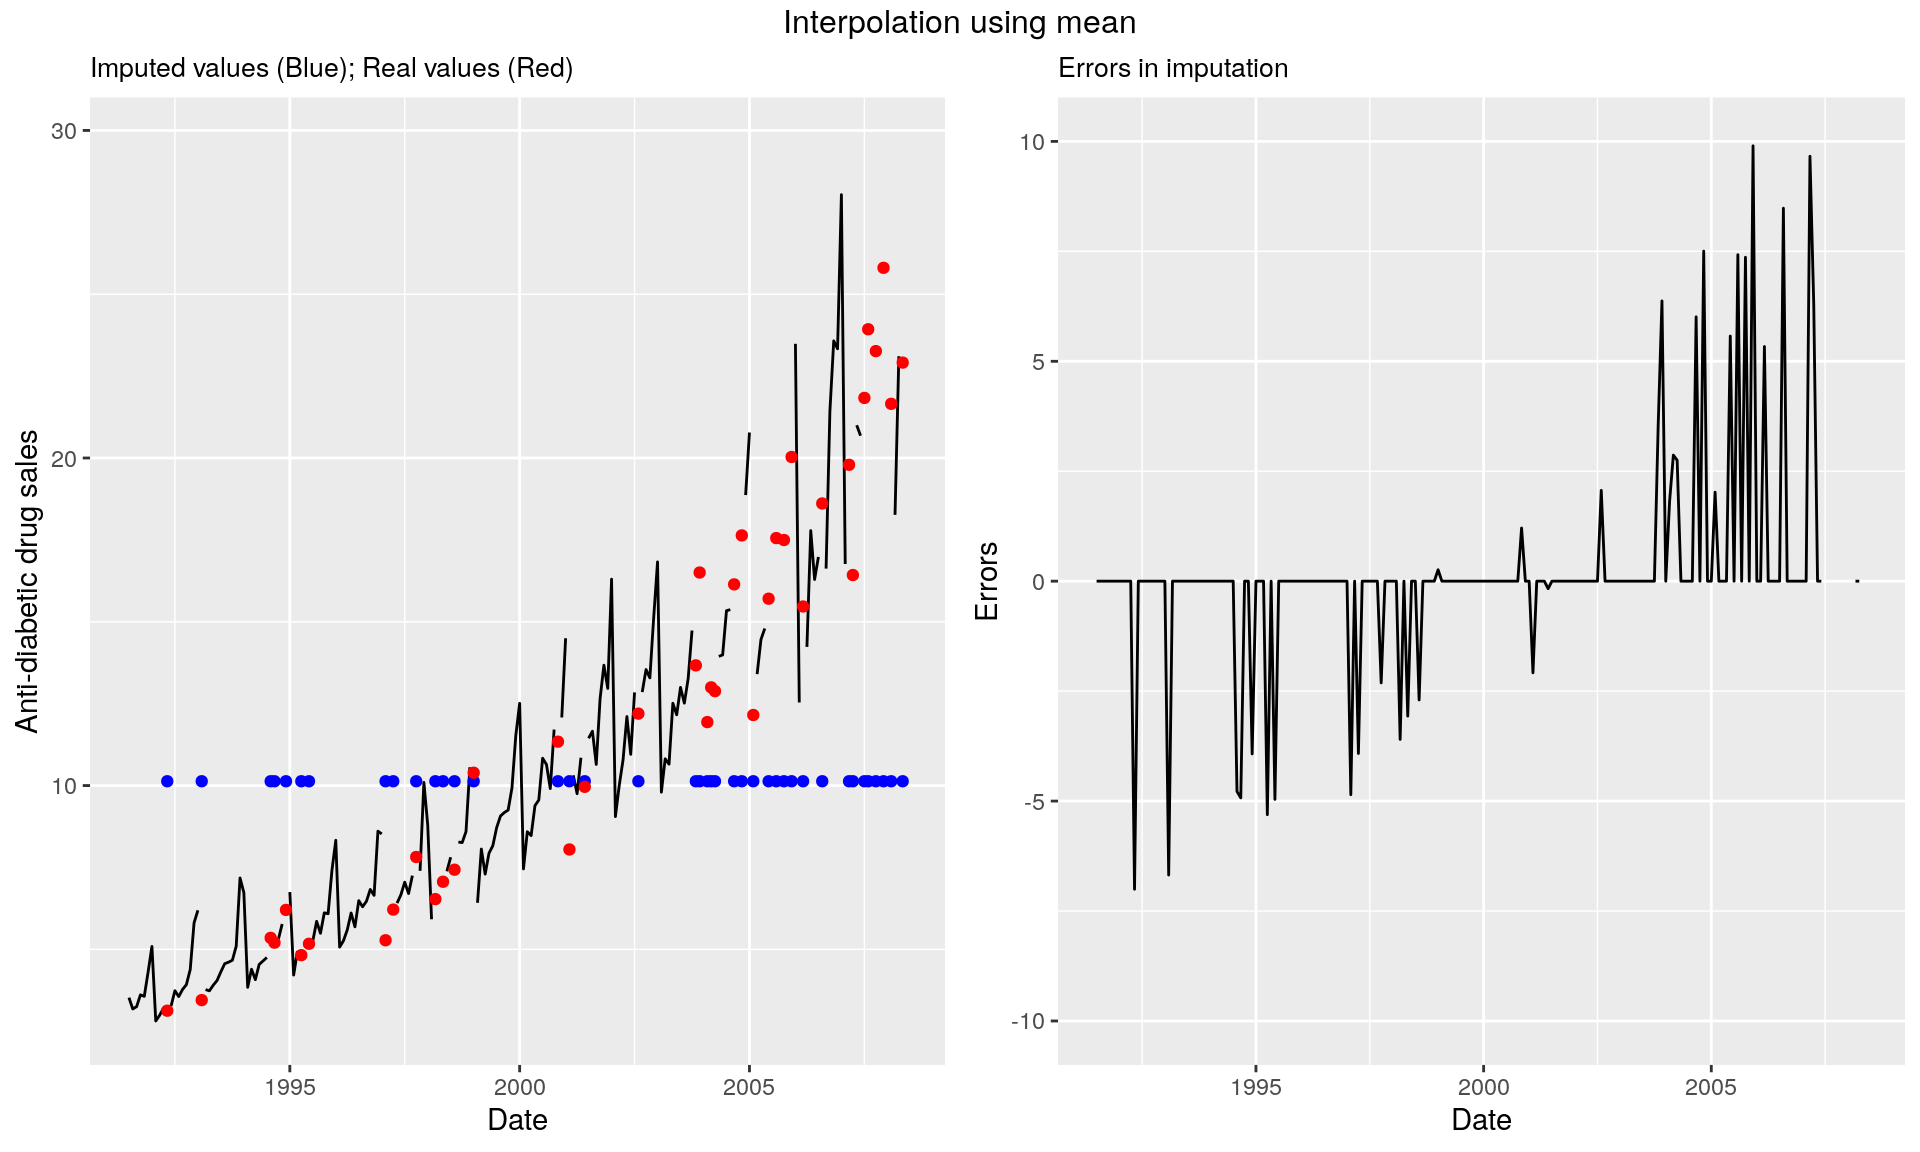 Interpolation using mean
Imputed values (Blue); Real values (Red)
Anti-diabetic drug sales
30
20
10
1995
2000
2005
Date
Errors in imputation
Errors
10
5
0
-5
-10
1995
2000
2005
Date